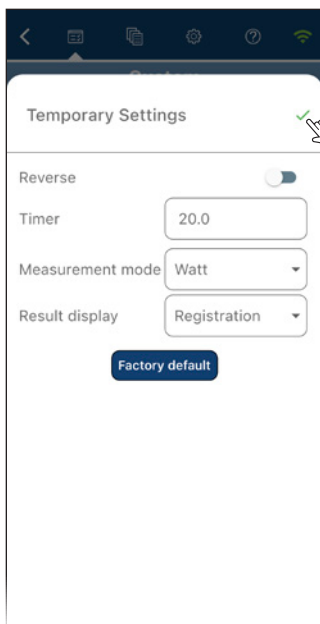 Temporary Settings
Reverse
Timer 20.0
Measurement mode Watt
Result display Registration
Factory default